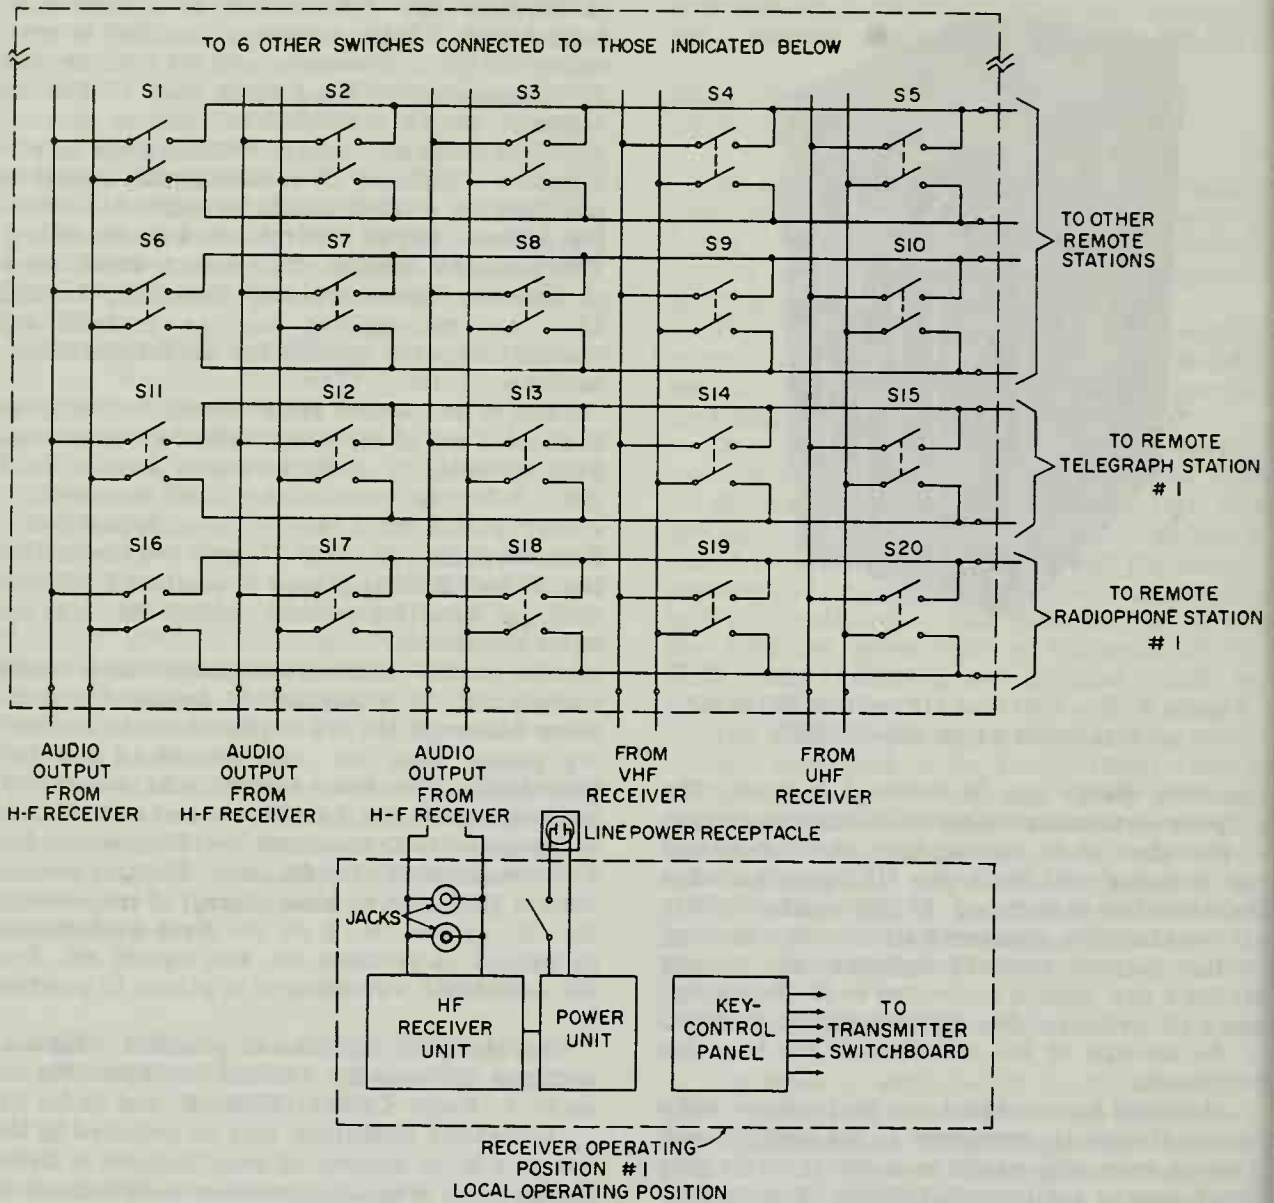 TO 6 OTHER SWITCHES CONNECTED TO THOSE INDICATED BELOW
S1 S2 S3 S4 S5
S6 S7 S8 S9 S10
TO OTHER
REMOTE
STATIONS
S11 S12 S13 S14 S15
TO REMOTE
TELEGRAPH STATION
# 1
S16 S17 S18 S19 S20
TO REMOTE
RADIOPHONE STATION
# 1
AUDIO
OUTPUT
FROM
H-F RECEIVER
AUDIO
OUTPUT
FROM
H-F RECEIVER
AUDIO
OUTPUT
FROM
H-F RECEIVER
FROM
VHF
RECEIVER
FROM
UHF
RECEIVER
LINE POWER RECEPTACLE
JACKS
HF
RECEIVER
UNIT
POWER
UNIT
KEY-
CONTROL
PANEL
TO
TRANSMITTER
SWITCHBOARD
RECEIVER OPERATING
POSITION # 1
LOCAL OPERATING POSITION